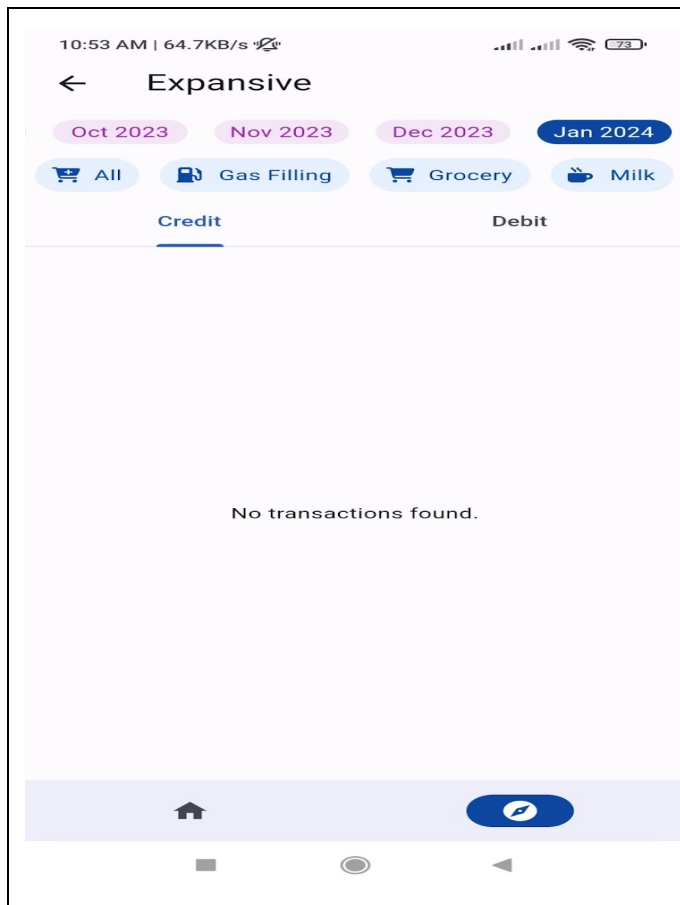 10:53 AM | 64.7KB/s 73
Expansive
Oct 2023 Nov 2023 Dec 2023 Jan 2024
All Gas Filling Grocery Milk
Credit Debit
No transactions found.